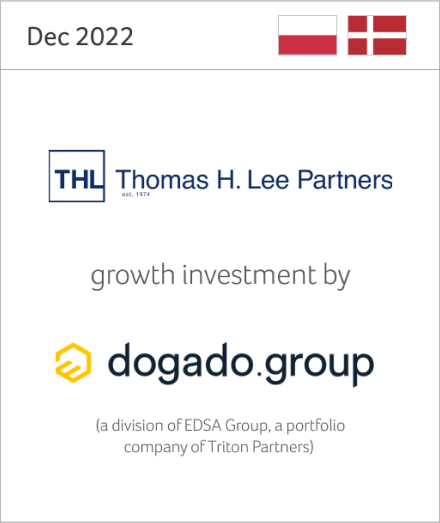 Dec 2022
THL Thomas H. Lee Partners
est. 1974
growth investment by
dogado.group
(a division of EDSA Group, a portfolio
company of Triton Partners)